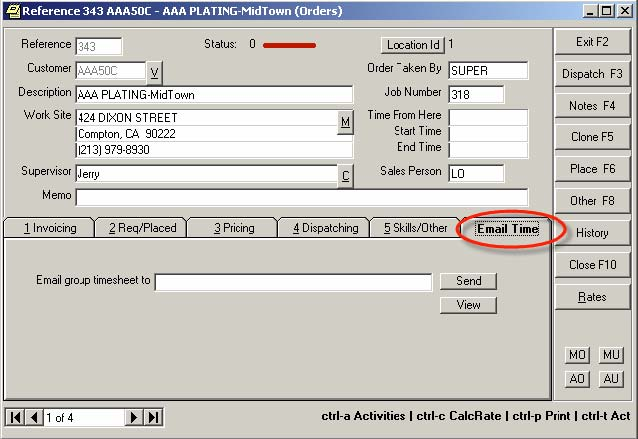 Reference 343 AAA50C - AAA PLATING-MidTown (Orders)
Reference 343 Status: 0 Location Id 1 Exit F2
Customer AAA50C V Order Taken By SUPER Dispatch F3
Description AAA PLATING-MidTown Job Number 318 Notes F4
Work Site 424 DIXON STREET M Time From Here
Compton, CA 90222 Start Time Clone F5
(213) 979-8930 End Time
Supervisor Jerry C Sales Person LO Place F6
Memo Other F8
1 Invoicing 2 Req/Placed 3 Pricing 4 Dispatching 5 Skills/Other Email Time History
Close F10
Email group timesheet to Send Rates
View
MO MU
AO AU
1 of 4 ctrl-a Activities | ctrl-c CalcRate | ctrl-p Print | ctrl-t Act